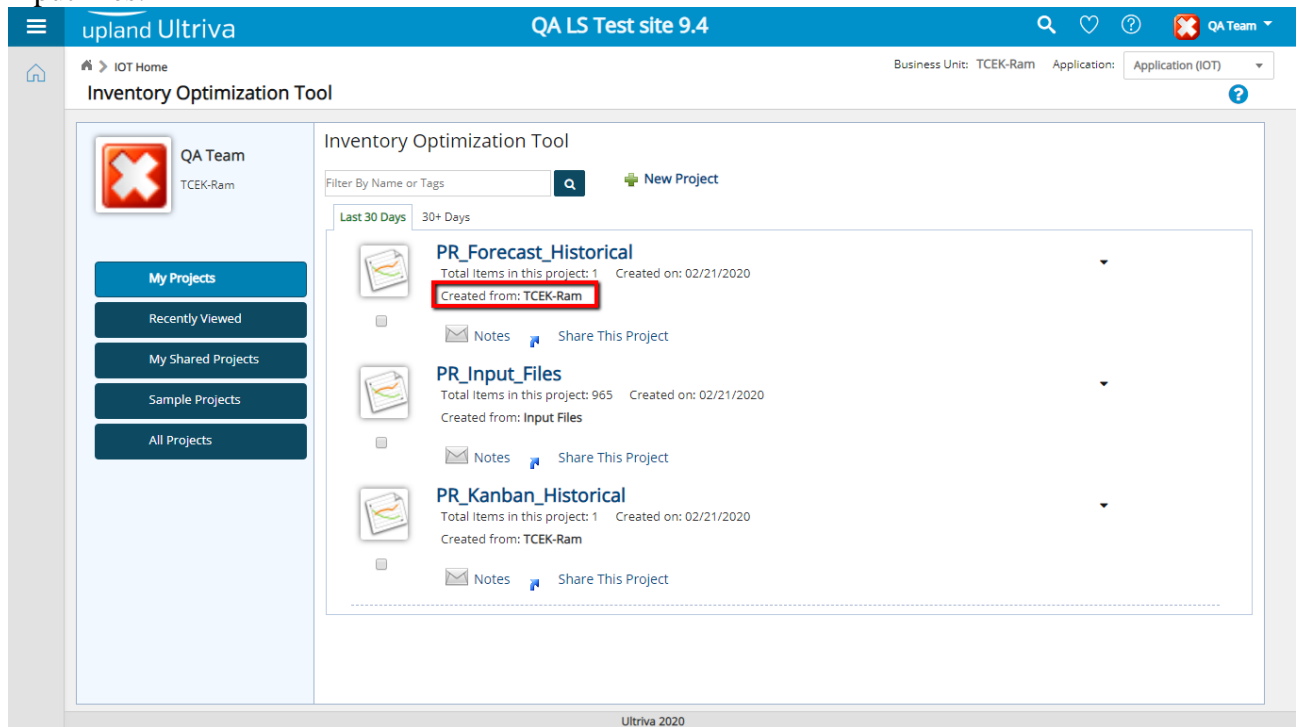 upland Ultriva
QA LS Test site 9.4
QA Team
IOT Home
Business Unit: TCEK-Ram Application: Application (IOT)
Inventory Optimization Tool
QA Team
TCEK-Ram
My Projects
Recently Viewed
My Shared Projects
Sample Projects
All Projects
Inventory Optimization Tool
Filter By Name or Tags
New Project
Last 30 Days 30+ Days
PR_Forecast_Historical
Total Items in this project: 1 Created on: 02/21/2020
Created from: TCEK-Ram
Notes Share This Project
PR_Input_Files
Total Items in this project: 965 Created on: 02/21/2020
Created from: Input Files
Notes Share This Project
PR_Kanban_Historical
Total Items in this project: 1 Created on: 02/21/2020
Created from: TCEK-Ram
Notes Share This Project
Ultriva 2020